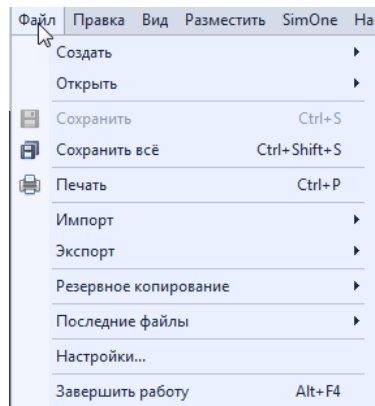 Файл Правка Вид Разместить SimOne На
Создать
Открыть
Сохранить Ctrl+S
Сохранить всё Ctrl+Shift+S
Печать Ctrl+P
Импорт
Экспорт
Резервное копирование
Последние файлы
Настройки...
Завершить работу Alt+F4